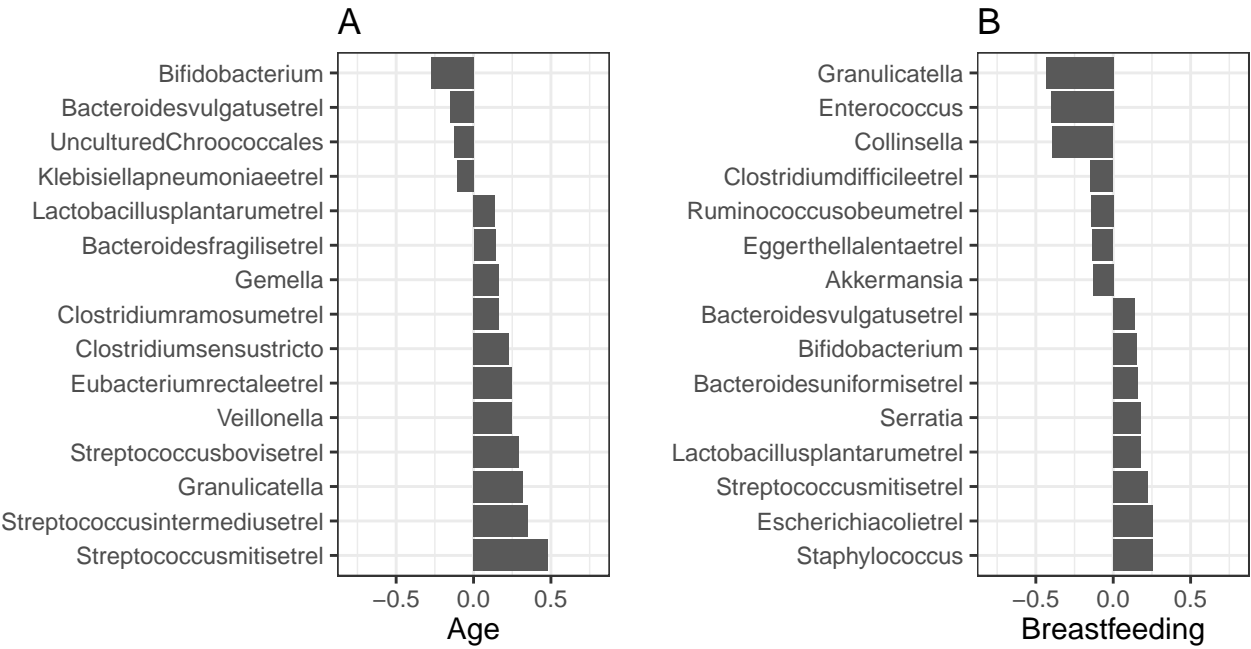 A
Bifidobacterium
Bacteroidesvulgatusetrel
UnculturedChroococcales
Klebisiellapneumoniaeetrel
Lactobacillusplantarumetrel
Bacteroidesfragilisetrel
Gemella
Clostridiumramosumetrel
Clostridiumsensustricto
Eubacteriumrectaleetrel
Veillonella
Streptococcusbovisetrel
Granulicatella
Streptococcusintermediusetrel
Streptococcusmitisetrel
−0.5 0.0 0.5
Age
B
Granulicatella
Enterococcus
Collinsella
Clostridiumdifficileetrel
Ruminococcusobeumetrel
Eggerthellalentaetrel
Akkermansia
Bacteroidesvulgatusetrel
Bifidobacterium
Bacteroidesuniformisetrel
Serratia
Lactobacillusplantarumetrel
Streptococcusmitisetrel
Escherichiacolietrel
Staphylococcus
−0.5 0.0 0.5
Breastfeeding